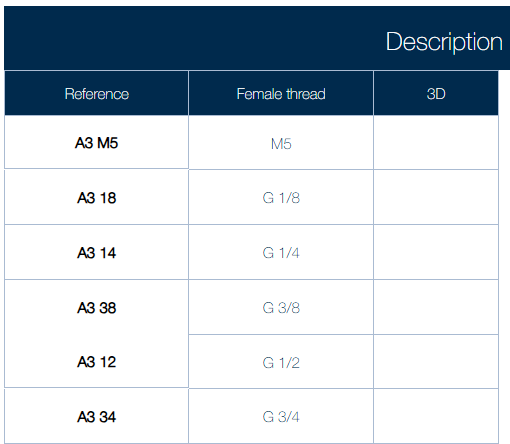 Description
Reference Female thread 3D
A3 M5 M5
A3 18 G 1/8
A3 14 G 1/4
A3 38 G 3/8
A3 12 G 1/2
A3 34 G 3/4